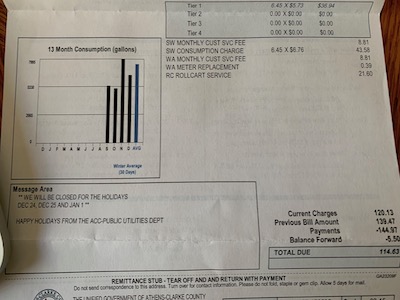 Tier 1 6.45 X $5.73 $36.94
Tier 2 0.00 X $0.00 $0.00
Tier 3 0.00 X $0.00 $0.00
Tier 4 0.00 X $0.00 $0.00
SW MONTHLY CUST SVC FEE 8.81
SW CONSUMPTION CHARGE 6.45 X $6.76 43.58
WA MONTHLY CUST SVC FEE 8.81
WA METER REPLACEMENT 0.39
RC ROLLCART SERVICE 21.60
13 Month Consumption (gallons)
0
D J F M A M J J A S O N D AVG
Winter Average
(30 Days)
Message Area
** WE WILL BE CLOSED FOR THE HOLIDAYS
DEC 24, DEC 25 AND JAN 1 **
HAPPY HOLIDAYS FROM THE ACC-PUBLIC UTILITIES DEPT
Current Charges 120.13
Previous Bill Amount 139.47
Payments -144.97
Balance Forward -5.50
TOTAL DUE 114.63
REMITTANCE STUB - TEAR OFF AND AND RETURN WITH PAYMENT
Do not send correspondence to this address. Turn over for contact information. Please do not fold, staple or gem clip. Allow 5 days for mail.
THE UNIFIED GOVERNMENT OF ATHENS-CLARKE COUNTY